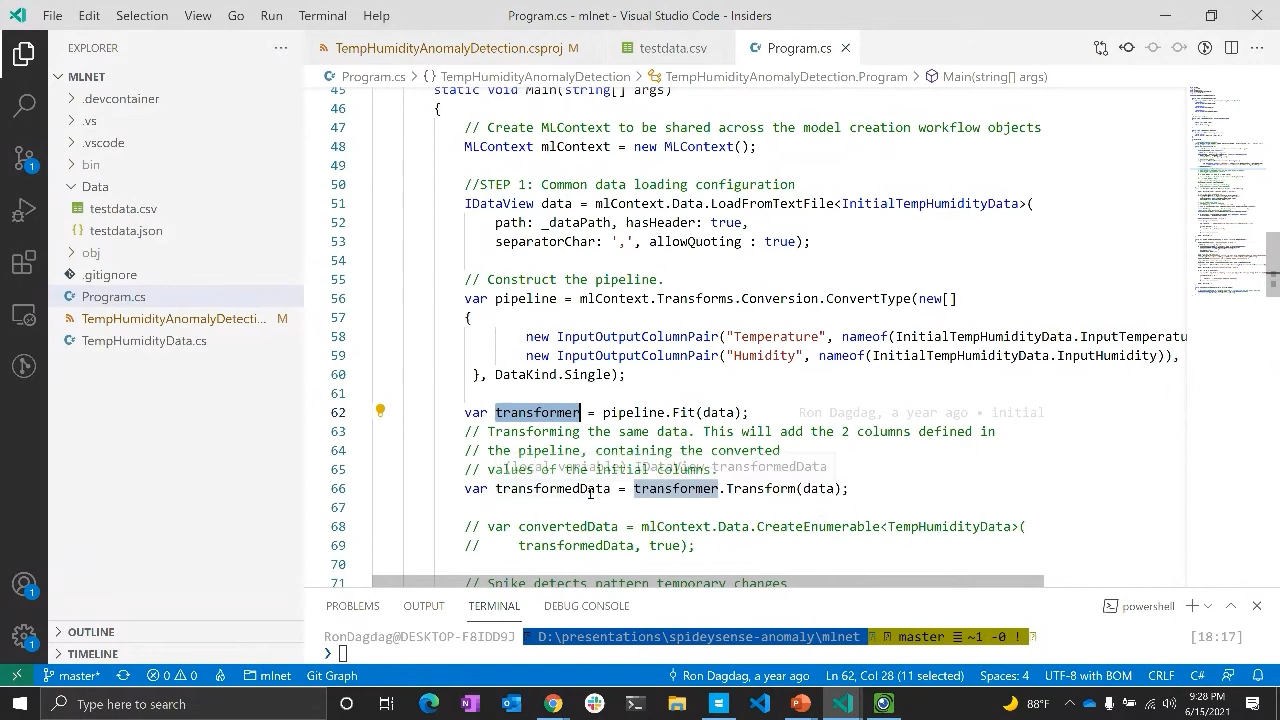 File Edit Selection View Go Run Terminal Help
Program.cs - mlnet - Visual Studio Code - Insiders
EXPLORER
TempHumidityAnomalyDetection.csproj M
testdata.csv
Program.cs
MLNET
Program.cs > {} TempHumidityAnomalyDetection > TempHumidityAnomalyDetection.Program > Main(string[] args)
.devcontainer
.vs
.vscode
bin
Data
testdata.csv
testdata.json
obj
.gitignore
Program.cs
TempHumidityAnomalyDetecti... M
TempHumidityData.cs
OUTLINE
TIMELINE
45 static void Main(string[] args)
46 {
47 // Create MLContext to be shared across the model creation workflow objects
48 MLContext mlContext = new MLContext();
49
50 //STEP 1: Common data loading configuration
51 IDataView data = mlContext.Data.LoadFromTextFile<InitialTempHumidityData>(
52 path: dataPath, hasHeader: true,
53 separatorChar: ',', allowQuoting : true);
54
55 the pipeline.
56 var pipeline = mlContext.Transforms.Conversion.ConvertType(new[]
57 {
58 new InputOutputColumnPair("Temperature", nameof(InitialTempHumidityData.InputTemperatu
59 new InputOutputColumnPair("Humidity", nameof(InitialTempHumidityData.InputHumidity)),
60 }, DataKind.Single);
61
62 var transformer = pipeline.Fit(data); Ron Dagdag, a year ago • initial
63 // Transforming the same data. This will add the 2 columns defined in
64 // the pipeline, containing the converted
65 // values of the initial columns.
(local variable) IDataView transformedData
66 var transformedData = transformer.Transform(data);
67
68 // var convertedData = mlContext.Data.CreateEnumerable<TempHumidityData>(
69 // transformedData, true);
70
71 // Spike detects pattern temporary changes
PROBLEMS OUTPUT TERMINAL DEBUG CONSOLE
powershell
RonDagdag@DESKTOP-F8IDD9J D:\presentations\spideysense-anomaly\mlnet master ≣ ~1 -0 ! [18:17]
❯
1
1
1
master* 0 0 mlnet Git Graph
Ron Dagdag, a year ago Ln 62, Col 28 (11 selected) Spaces: 4 UTF-8 with BOM CRLF C#
Type here to search
88°F
9:28 PM
6/15/2021